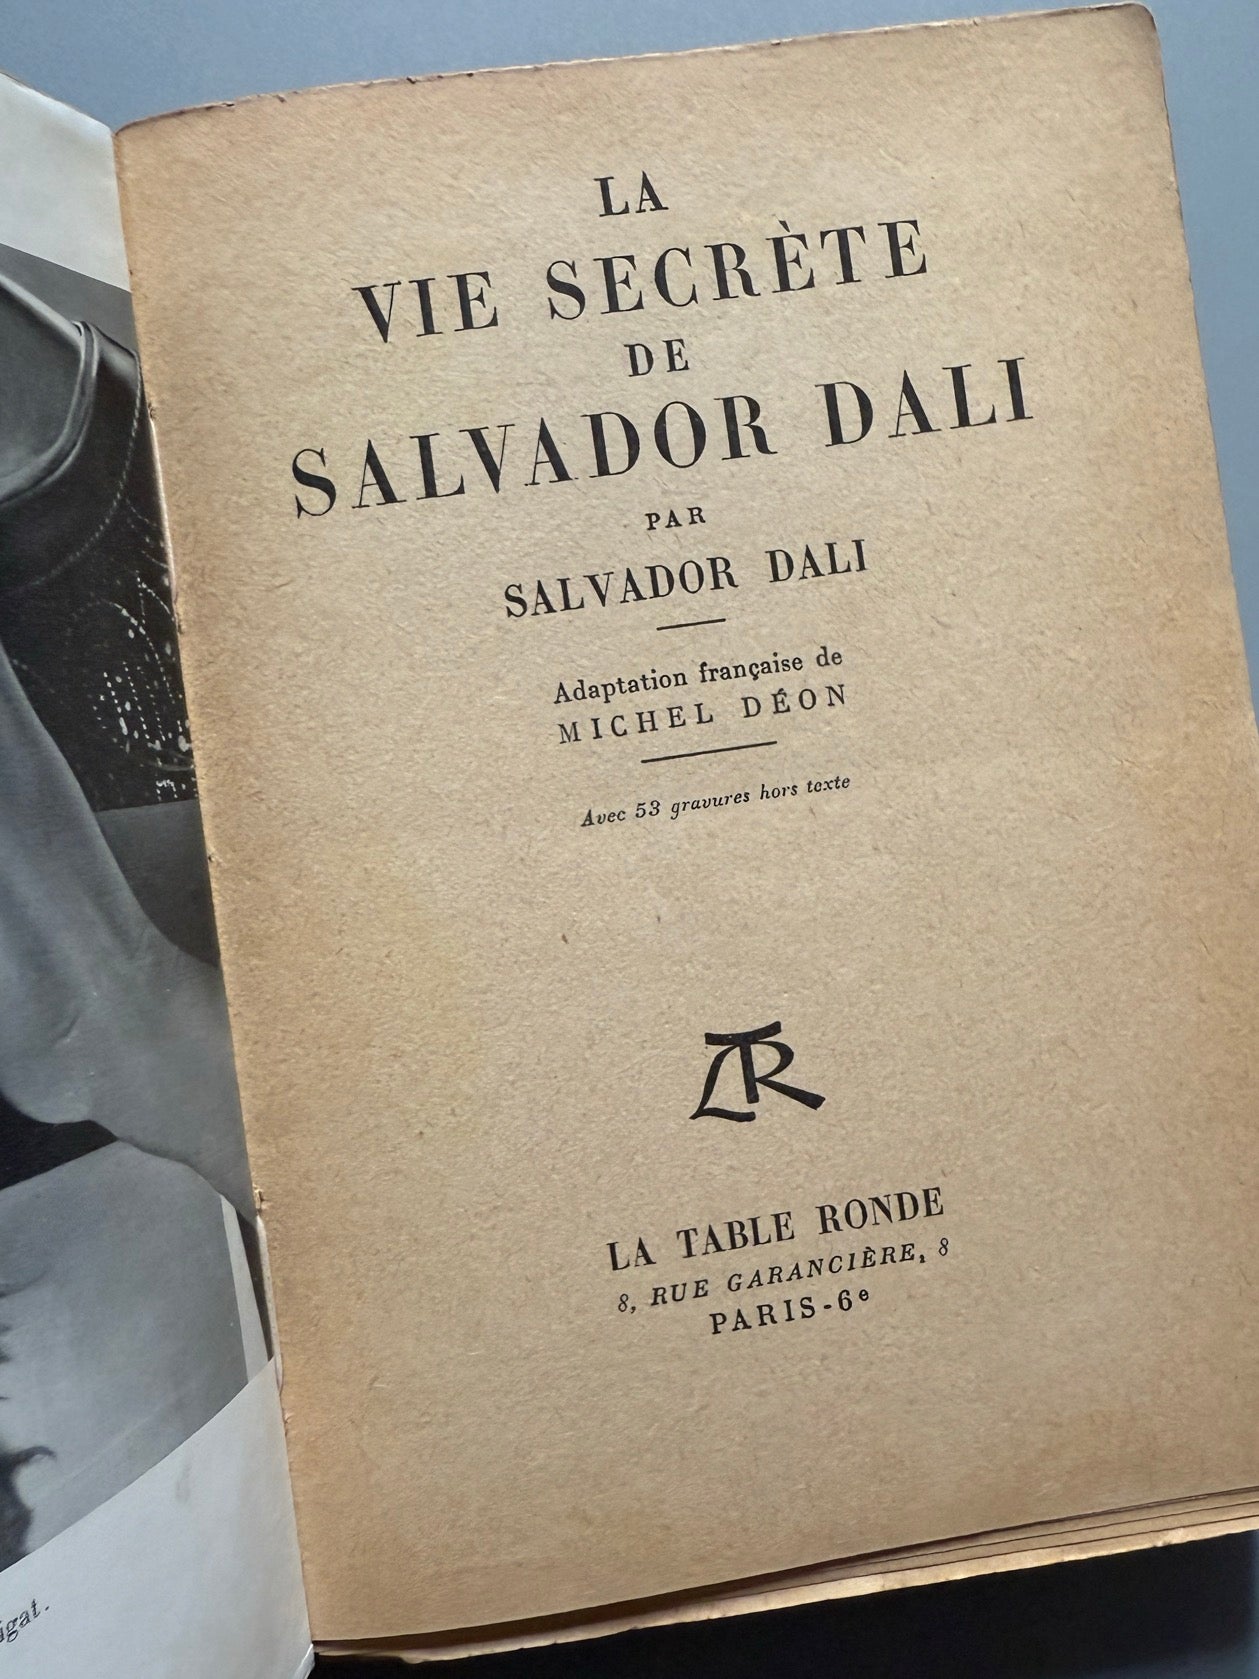 LA
VIE SECRÈTE
DE
SALVADOR DALI
PAR
SALVADOR DALI
Adaptation française de
MICHEL DÉON
Avec 53 gravures hors texte
LTR
LA TABLE RONDE
8, RUE GARANCIÈRE, 8
PARIS-6e